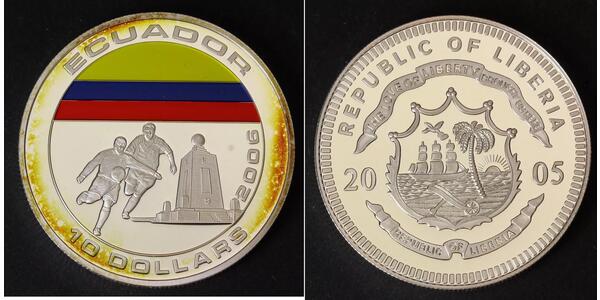 ECUADOR
2006
10 DOLLARS
REPUBLIC OF LIBERIA
THE LOVE OF LIBERTY BROUGHT US HERE
20 05
REPUBLIC OF LIBERIA